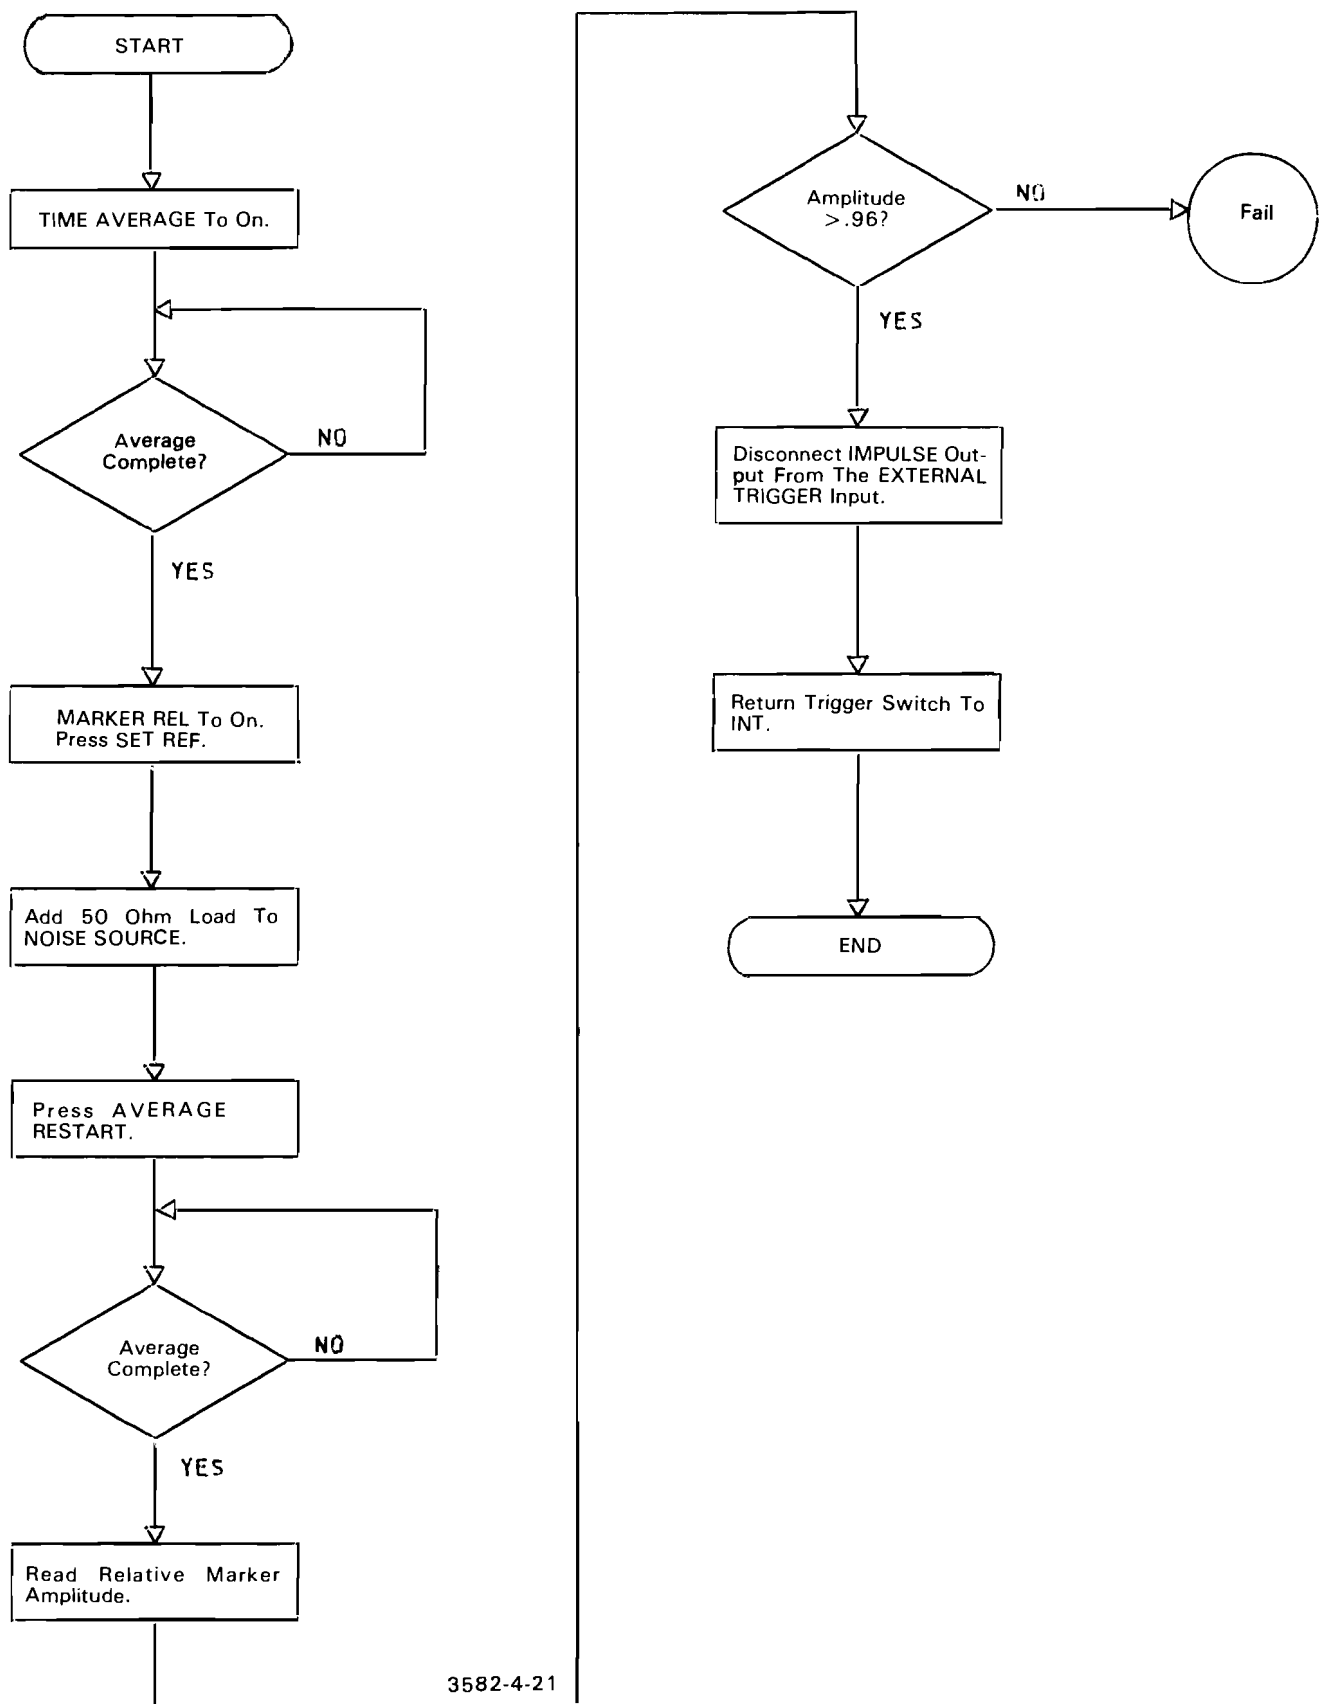 START
TIME AVERAGE To On.
Average
Complete?
NO
YES
MARKER REL To On.
Press SET REF.
Add 50 Ohm Load To
NOISE SOURCE.
Press AVERAGE
RESTART.
Average
Complete?
NO
YES
Read Relative Marker
Amplitude.
3582-4-21
Amplitude
>.96?
NO
Fail
YES
Disconnect IMPULSE Out-
put From The EXTERNAL
TRIGGER Input.
Return Trigger Switch To
INT.
END